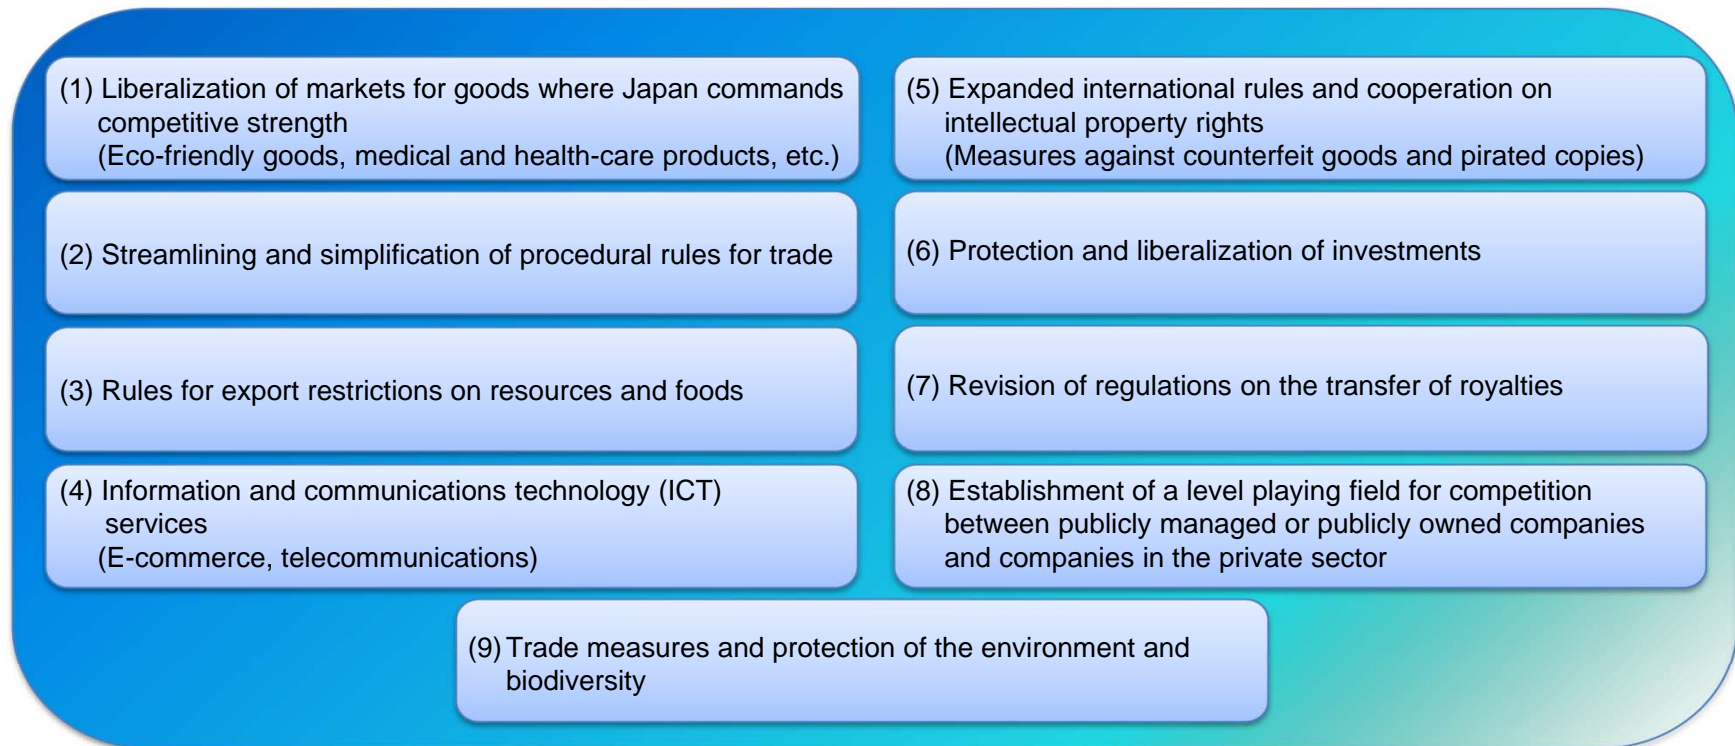 (1) Liberalization of markets for goods where Japan commands
competitive strength
(Eco-friendly goods, medical and health-care products, etc.)
(2) Streamlining and simplification of procedural rules for trade
(3) Rules for export restrictions on resources and foods
(4) Information and communications technology (ICT)
services
(E-commerce, telecommunications)
(5) Expanded international rules and cooperation on
intellectual property rights
(Measures against counterfeit goods and pirated copies)
(6) Protection and liberalization of investments
(7) Revision of regulations on the transfer of royalties
(8) Establishment of a level playing field for competition
between publicly managed or publicly owned companies
and companies in the private sector
(9) Trade measures and protection of the environment and
biodiversity